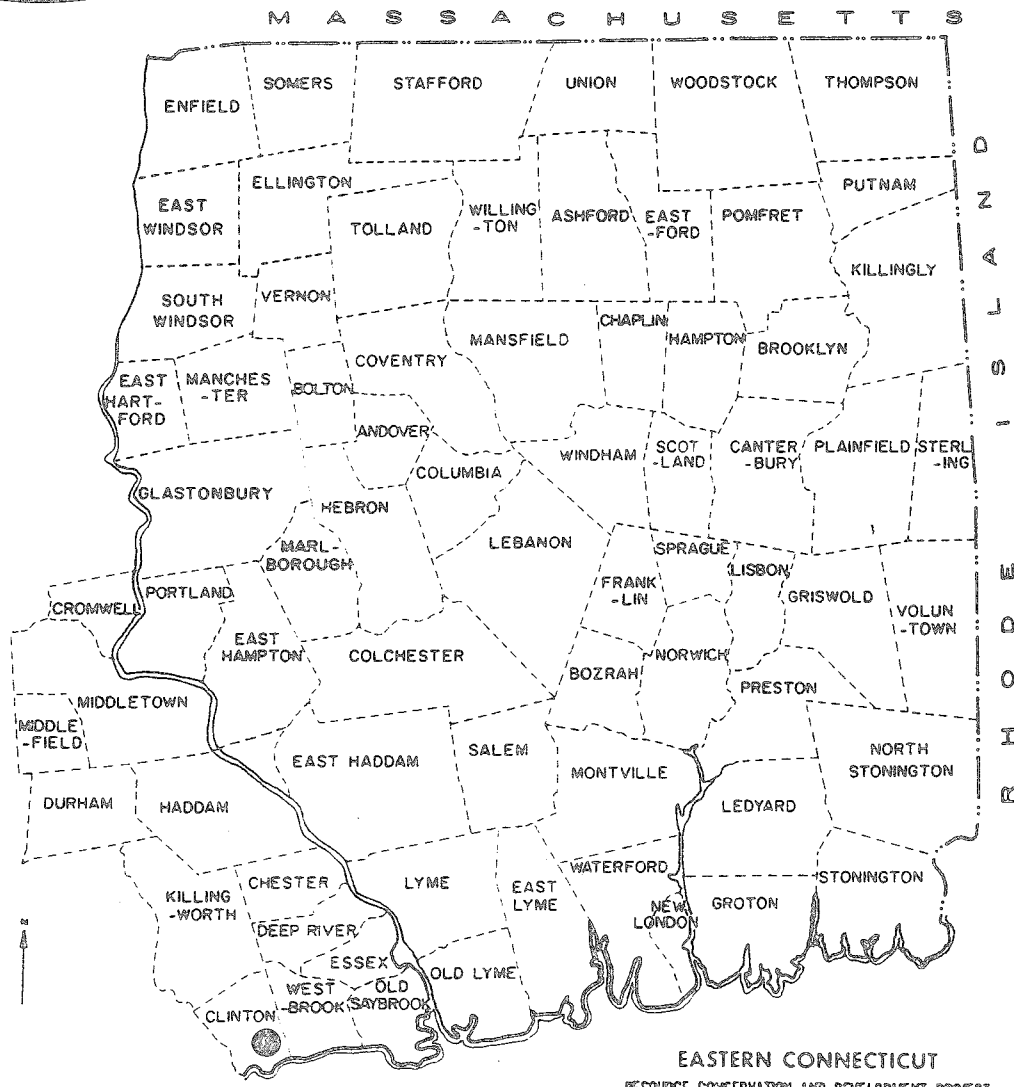 MASSACHUSETTS
SOMERS
STAFFORD
UNION
WOODSTOCK
THOMPSON
ENFIELD
ELLINGTON
PUTNAM
EAST
WINDSOR
TOLLAND
WILLING
-TON
ASHFORD
EAST
-FORD
POMFRET
KILLINGLY
RHODE ISLAND
SOUTH
WINDSOR
VERNON
MANSFIELD
CHAPLIN
HAMPTON
BROOKLYN
COVENTRY
EAST
HART-
FORD
MANCHES
-TER
BOLTON
ANDOVER
COLUMBIA
WINDHAM
SCOT
-LAND
CANTER
-BURY
PLAINFIELD
STERL
-ING
GLASTONBURY
HEBRON
LEBANON
MARL-
BOROUGH
SPRAGUE
LISBON
FRANK
-LIN
GRISWOLD
VOLUN
-TOWN
CROMWELL
PORTLAND
EAST
HAMPTON
COLCHESTER
BOZRAH
NORWICH
PRESTON
MIDDLETOWN
MIDDLE
-FIELD
EAST HADDAM
SALEM
MONTVILLE
NORTH
STONINGTON
DURHAM
HADDAM
LEDYARD
KILLING
-WORTH
CHESTER
LYME
EAST
LYME
WATERFORD
NEW
LONDON
GROTON
STONINGTON
DEEP RIVER
ESSEX
WEST
-BROOK
OLD
SAYBROOK
OLD LYME
CLINTON
EASTERN CONNECTICUT
RESOURCE CONSERVATION AND DEVELOPMENT PROJECT